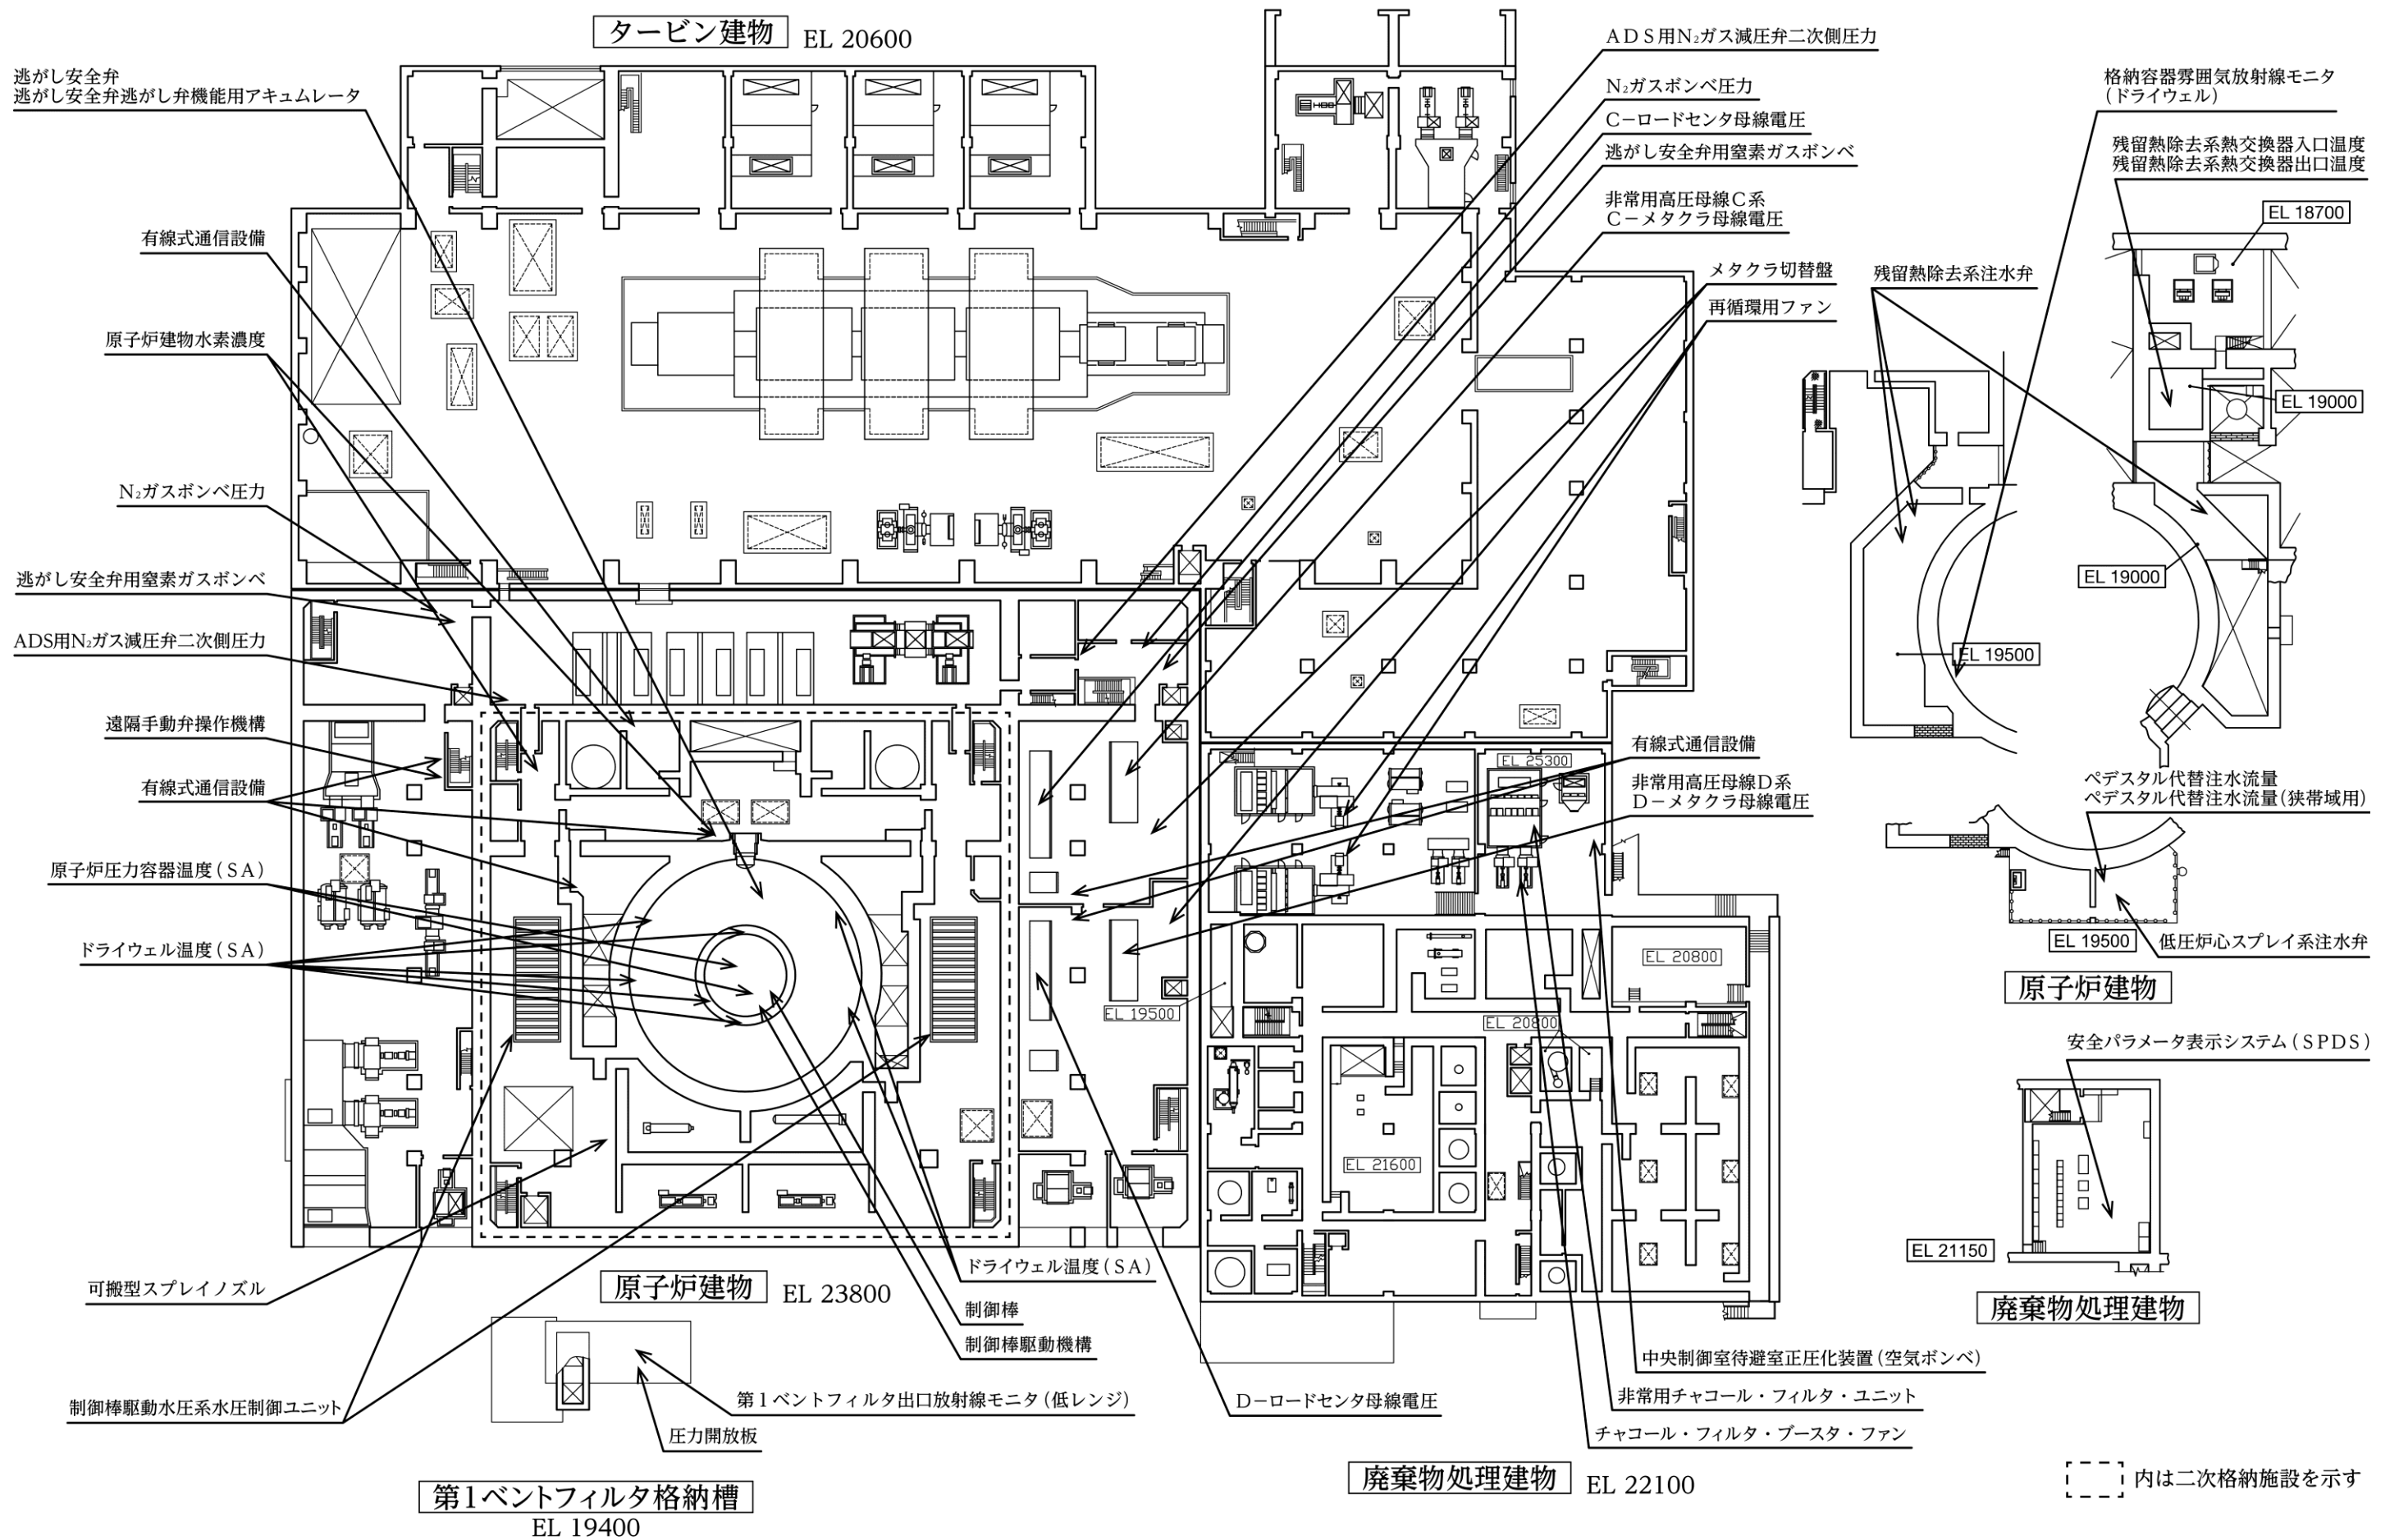 タービン建物 EL 20600
逃がし安全弁
逃がし安全弁逃がし弁機能用アキュムレータ
有線式通信設備
原子炉建物水素濃度
N₂ガスボンベ圧力
逃がし安全弁用窒素ガスボンベ
ADS用N₂ガス減圧弁二次側圧力
遠隔手動弁操作機構
有線式通信設備
原子炉圧力容器温度(SA)
ドライウェル温度(SA)
可搬型スプレイノズル
制御棒駆動水圧系水圧制御ユニット
ADS用N₂ガス減圧弁二次側圧力
N₂ガスボンベ圧力
C−ロードセンタ母線電圧
逃がし安全弁用窒素ガスボンベ
非常用高圧母線C系
C−メタクラ母線電圧
メタクラ切替盤
再循環用ファン
有線式通信設備
非常用高圧母線D系
D−メタクラ母線電圧
EL 25300
EL 20800
EL 19500
EL 20800
EL 21600
原子炉建物 EL 23800
ドライウェル温度(SA)
制御棒
制御棒駆動機構
第1ベントフィルタ出口放射線モニタ(低レンジ)
圧力開放板
第1ベントフィルタ格納槽
EL 19400
D−ロードセンタ母線電圧
中央制御室待避室正圧化装置(空気ボンベ)
非常用チャコール・フィルタ・ユニット
チャコール・フィルタ・ブースタ・ファン
廃棄物処理建物 EL 22100
格納容器雰囲気放射線モニタ
(ドライウェル)
残留熱除去系熱交換器入口温度
残留熱除去系熱交換器出口温度
EL 18700
残留熱除去系注水弁
EL 19000
EL 19000
EL 19500
ペデスタル代替注水流量
ペデスタル代替注水流量(狭帯域用)
EL 19500
低圧炉心スプレイ系注水弁
原子炉建物
安全パラメータ表示システム(SPDS)
EL 21150
廃棄物処理建物
内は二次格納施設を示す